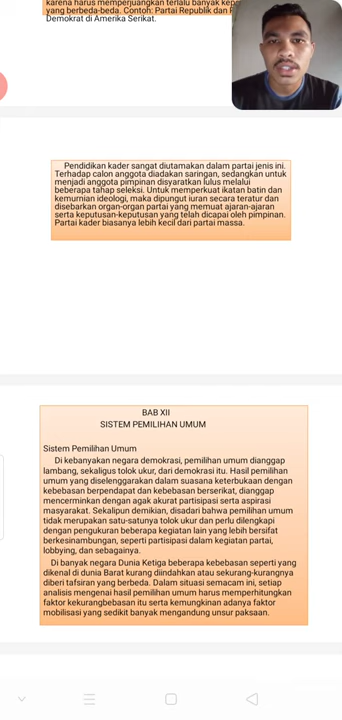 karena harus memperjuangkan terlalu banyak
yang berbeda-beda. Contoh: Partai Republik dan
Demokrat di Amerika Serikat.
Pendidikan kader sangat diutamakan dalam partai jenis ini.
Terhadap calon anggota diadakan saringan, sedangkan untuk
menjadi anggota pimpinan disyaratkan lulus melalui
beberapa tahap seleksi. Untuk memperkuat ikatan batin dan
kemurnian ideologi, maka dipungut iuran secara teratur dan
disebarkan organ-organ partai yang memuat ajaran-ajaran
serta keputusan-keputusan yang telah dicapai oleh pimpinan.
Partai kader biasanya lebih kecil dari partai massa.
BAB XII
SISTEM PEMILIHAN UMUM
Sistem Pemilihan Umum
Di kebanyakan negara demokrasi, pemilihan umum dianggap
lambang, sekaligus tolok ukur, dari demokrasi itu. Hasil pemilihan
umum yang diselenggarakan dalam suasana keterbukaan dengan
kebebasan berpendapat dan kebebasan berserikat, dianggap
mencerminkan dengan agak akurat partisipasi serta aspirasi
masyarakat. Sekalipun demikian, disadari bahwa pemilihan umum
tidak merupakan satu-satunya tolok ukur dan perlu dilengkapi
dengan pengukuran beberapa kegiatan lain yang lebih bersifat
berkesinambungan, seperti partisipasi dalam kegiatan partai,
lobbying, dan sebagainya.
Di banyak negara Dunia Ketiga beberapa kebebasan seperti yang
dikenal di dunia Barat kurang diindahkan atau sekurang-kurangnya
diberi tafsiran yang berbeda. Dalam situasi semacam ini, setiap
analisis mengenai hasil pemilihan umum harus memperhitungkan
faktor kekurangbebasan itu serta kemungkinan adanya faktor
mobilisasi yang sedikit banyak mengandung unsur paksaan.